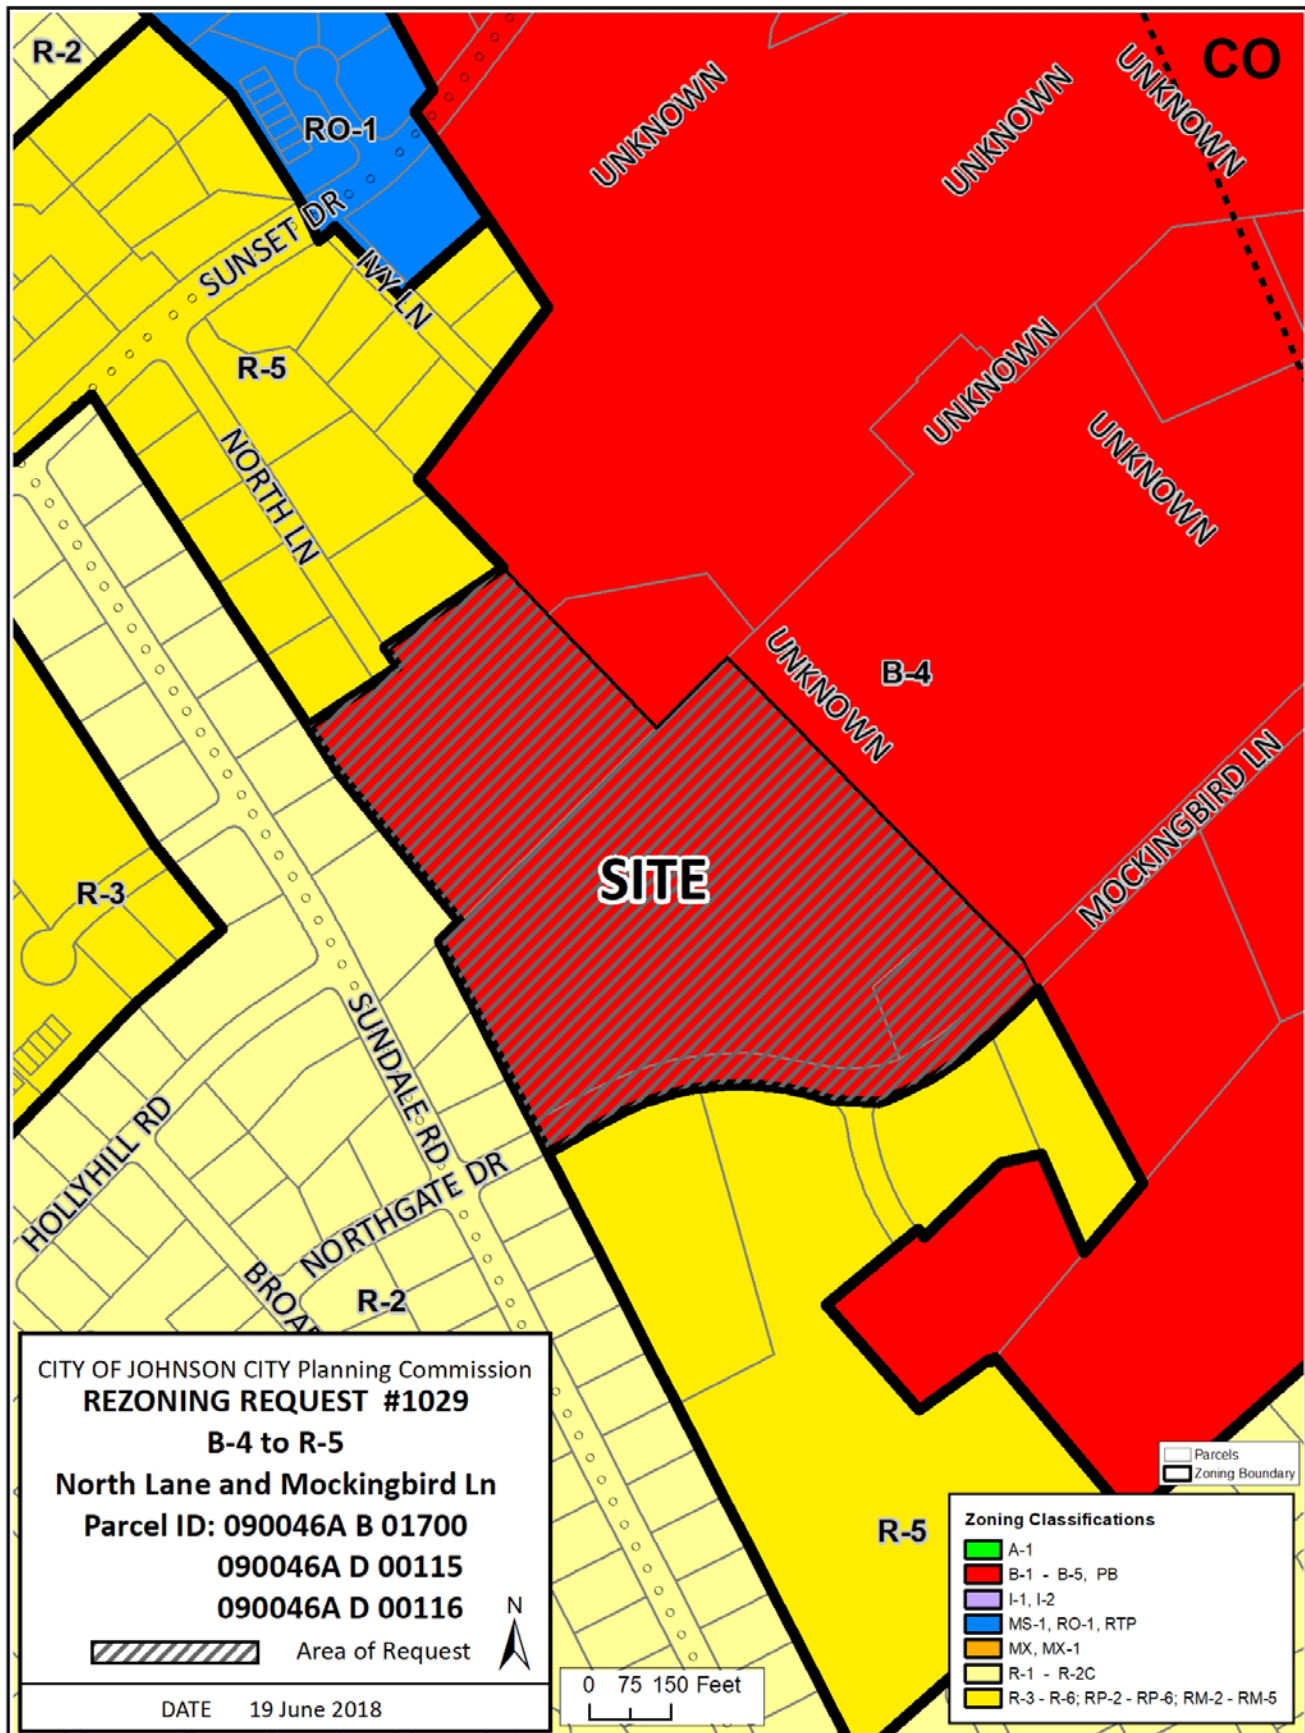 R-2
CO
UNKNOWN
UNKNOWN
UNKNOWN
RO-1
SUNSET DR
IVY LN
R-5
UNKNOWN
UNKNOWN
NORTH LN
UNKNOWN
B-4
MOCKINGBIRD LN
SITE
R-3
SUNDALE RD
HOLLYHILL RD
NORTHGATE DR
R-2
R-5
CITY OF JOHNSON CITY Planning Commission
REZONING REQUEST #1029
B-4 to R-5
North Lane and Mockingbird Ln
Parcel ID: 090046A B 01700
090046A D 00115
090046A D 00116
N
Area of Request
DATE 19 June 2018
0 75 150 Feet
Parcels
Zoning Boundary
Zoning Classifications
A-1
B-1 - B-5, PB
I-1, I-2
MS-1, RO-1, RTP
MX, MX-1
R-1 - R-2C
R-3 - R-6; RP-2 - RP-6; RM-2 - RM-5